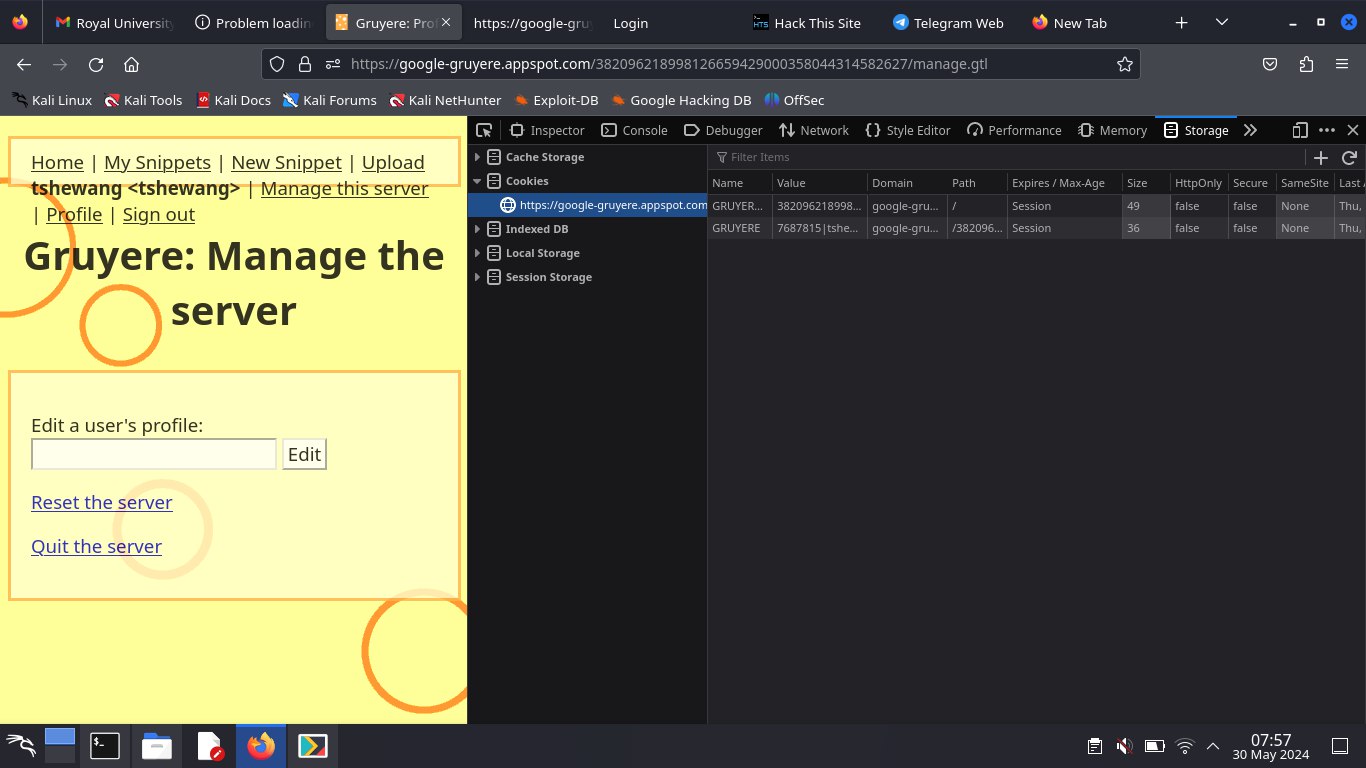 Royal University
Problem loadin
Gruyere: Pro
https://google-gru
Login
Hack This Site
Telegram Web
New Tab
https://google-gruyere.appspot.com/382096218998126659429000358044314582627/manage.gtl
Kali Linux
Kali Tools
Kali Docs
Kali Forums
Kali NetHunter
Exploit-DB
Google Hacking DB
OffSec
Home | My Snippets | New Snippet | Upload
tshewang <tshewang> | Manage this server
| Profile | Sign out
Gruyere: Manage the
server
Edit a user's profile:
Edit
Reset the server
Quit the server
Inspector
Console
Debugger
Network
Style Editor
Performance
Memory
Storage
Cache Storage
Cookies
https://google-gruyere.appspot.com
Indexed DB
Local Storage
Session Storage
Filter Items
Name Value Domain Path Expires / Max-Age Size HttpOnly Secure SameSite Last
GRUYER... 382096218998... google-gru... / Session 49 false false None Thu,
GRUYERE 7687815|tshe... google-gru... /382096... Session 36 false false None Thu,
07:57
30 May 2024